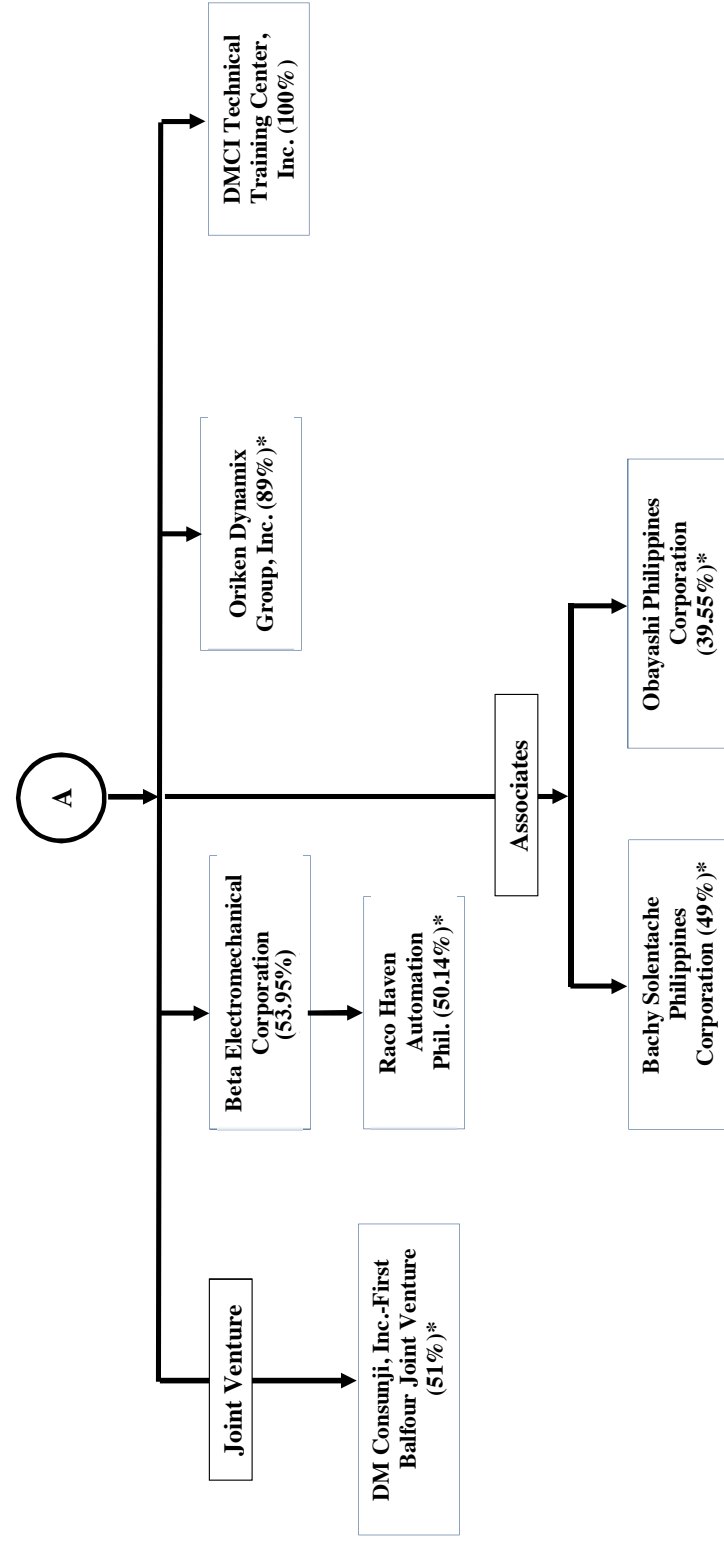 A
Joint Venture
DM Consunji, Inc.-First
Balfour Joint Venture
(51%)*
Beta Electromechanical
Corporation
(53.95%)
Raco Haven
Automation
Phil. (50.14%)*
Oriken Dynamix
Group, Inc. (89%)*
DMCI Technical
Training Center,
Inc. (100%)
Associates
Bachy Solentache
Philippines
Corporation (49%)*
Obayashi Philippines
Corporation
(39.55%)*